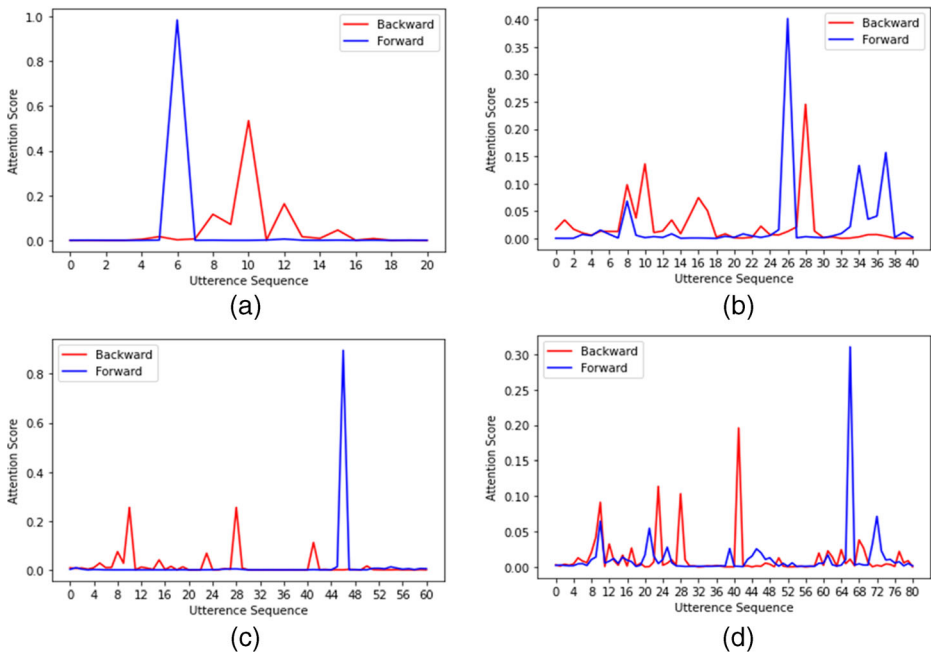 Backward
Forward
Attention Score
1.0
0.8
0.6
0.4
0.2
0.0
0 2 4 6 8 10 12 14 16 18 20
Utterence Sequence
(a)
Backward
Forward
Attention Score
0.40
0.35
0.30
0.25
0.20
0.15
0.10
0.05
0.00
0 2 4 6 8 10 12 14 16 18 20 22 24 26 28 30 32 34 36 38 40
Utterence Sequence
(b)
Backward
Forward
Attention Score
0.8
0.6
0.4
0.2
0.0
0 4 8 12 16 20 24 28 32 36 40 44 48 52 56 60
Utterence Sequence
(c)
Backward
Forward
Attention Score
0.30
0.25
0.20
0.15
0.10
0.05
0.00
0 4 8 12 16 20 24 28 32 36 40 44 48 52 56 60 64 68 72 76 80
Utterence Sequence
(d)